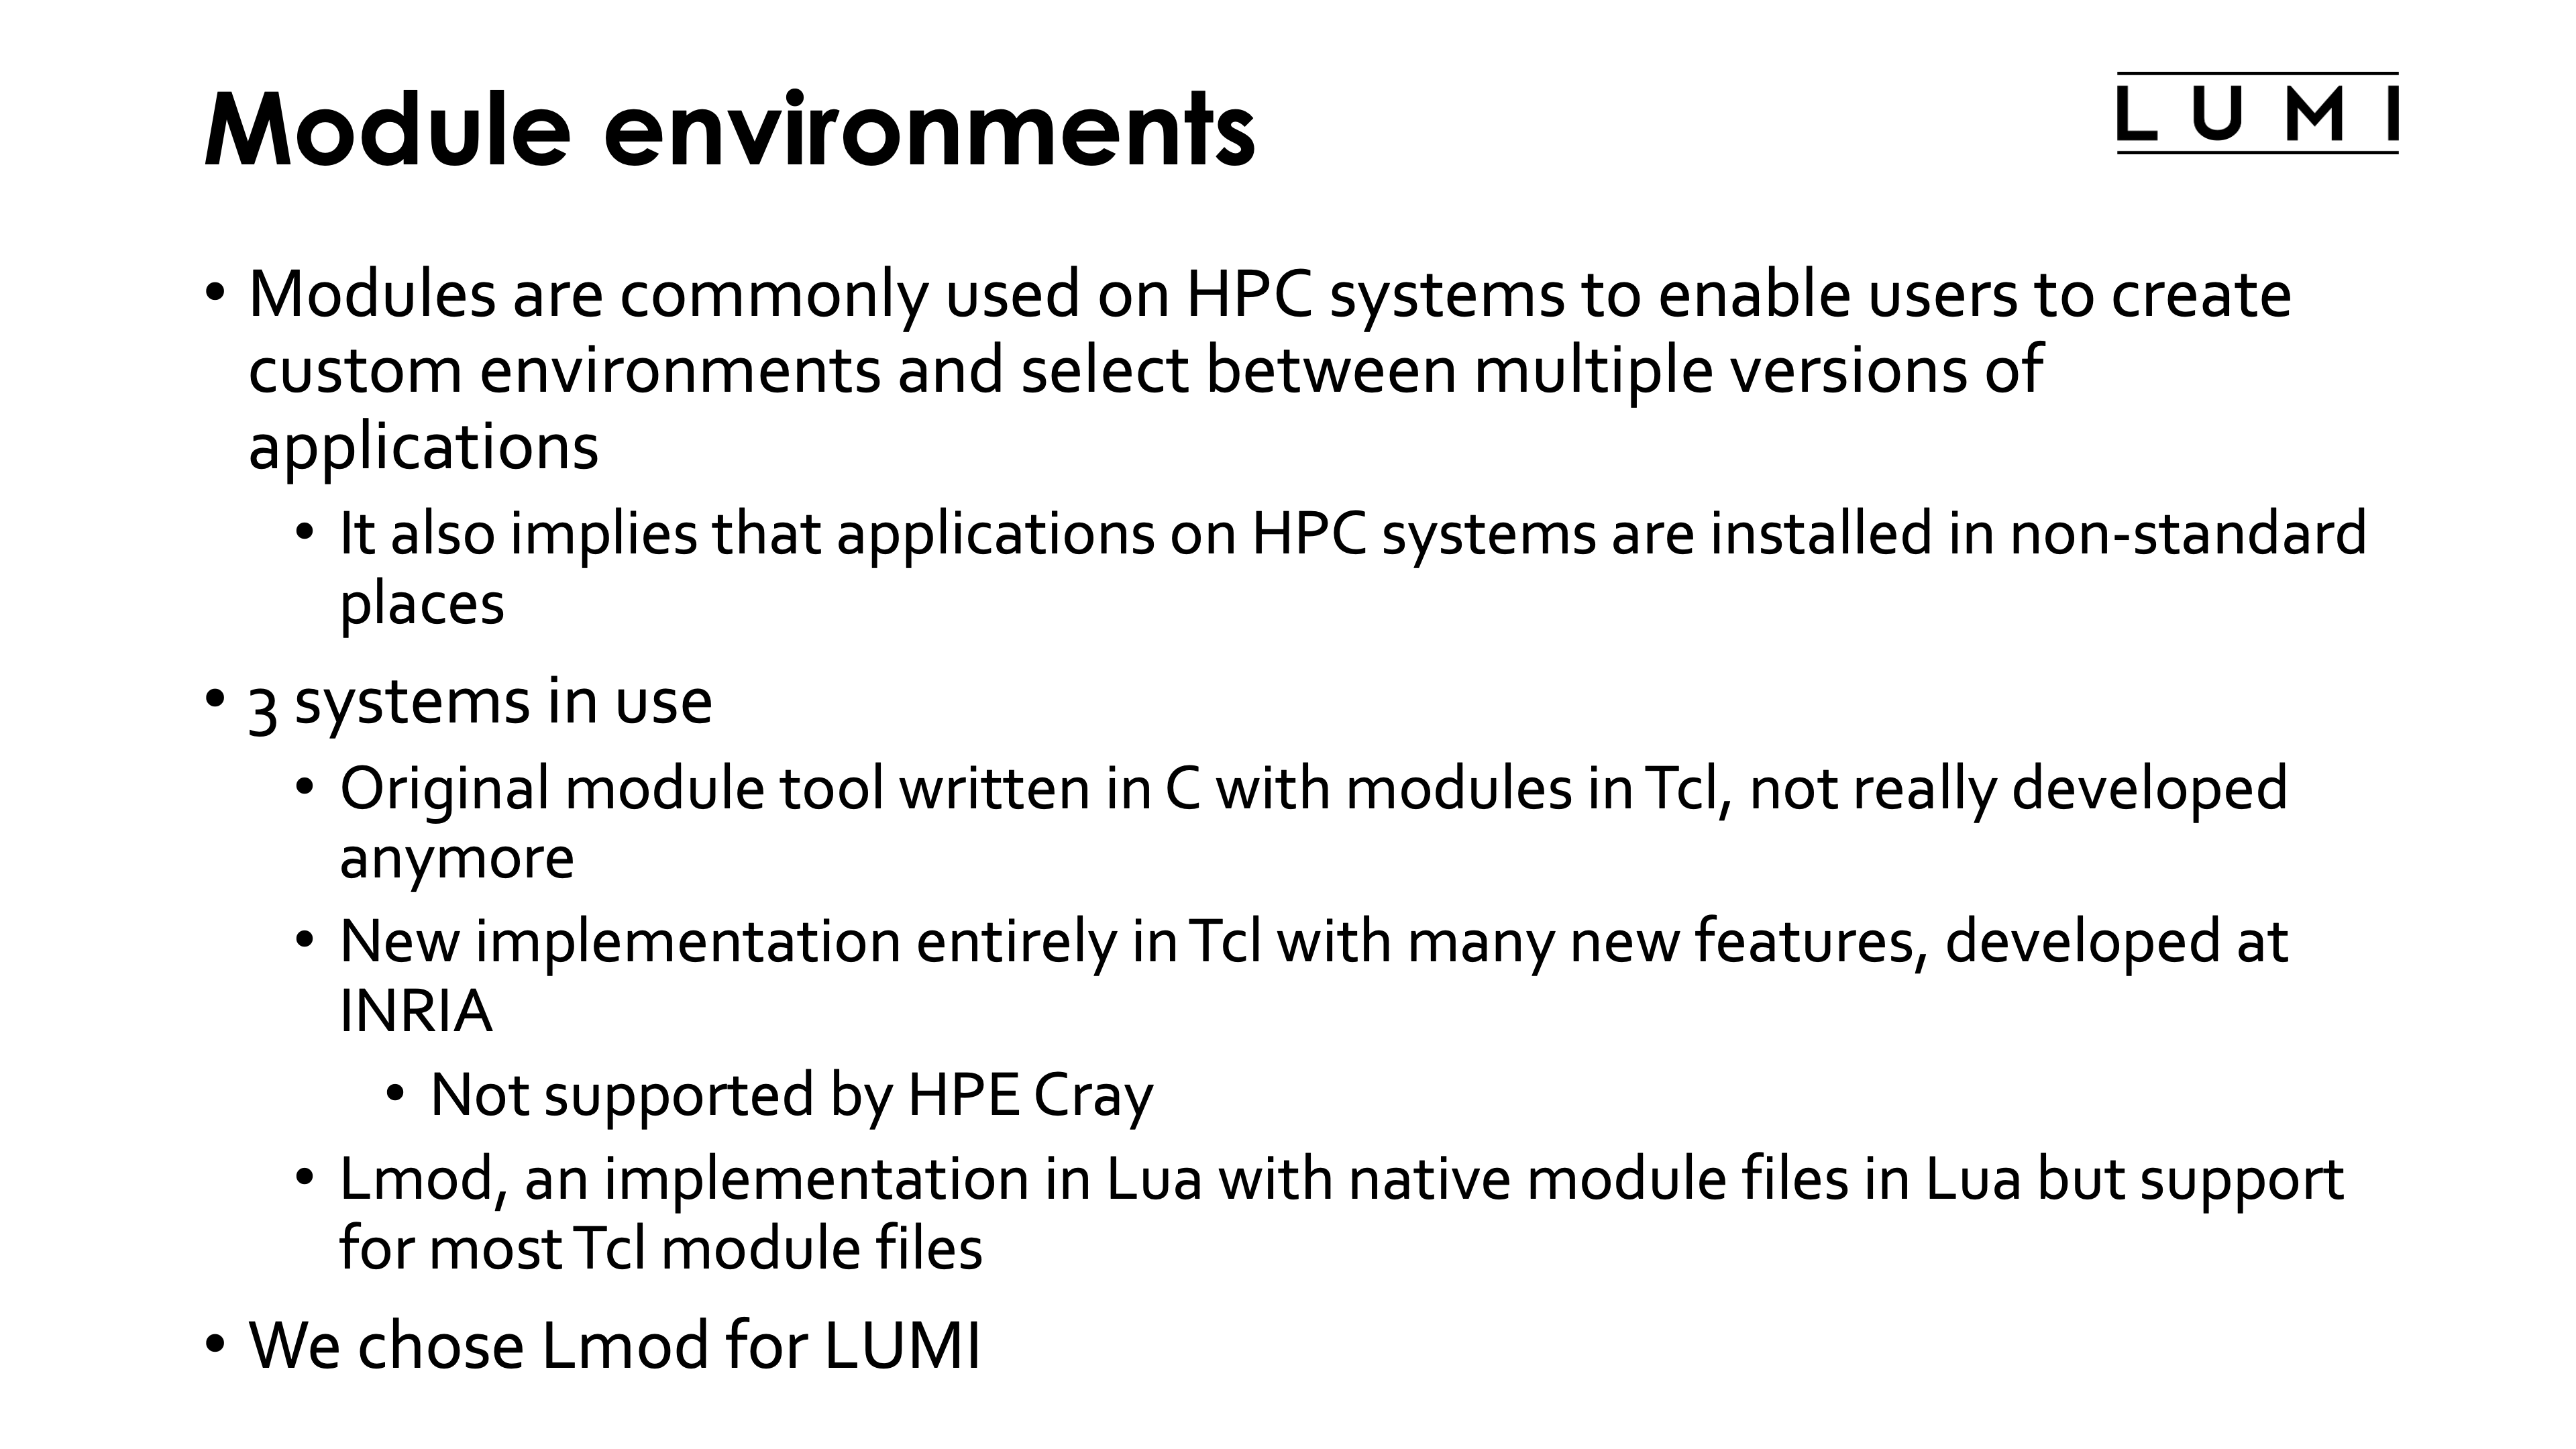 Module environments
LUMI
• Modules are commonly used on HPC systems to enable users to create
custom environments and select between multiple versions of
applications
• It also implies that applications on HPC systems are installed in non-standard
places
• 3 systems in use
• Original module tool written in C with modules in Tcl, not really developed
anymore
• New implementation entirely in Tcl with many new features, developed at
INRIA
• Not supported by HPE Cray
• Lmod, an implementation in Lua with native module files in Lua but support
for most Tcl module files
• We chose Lmod for LUMI